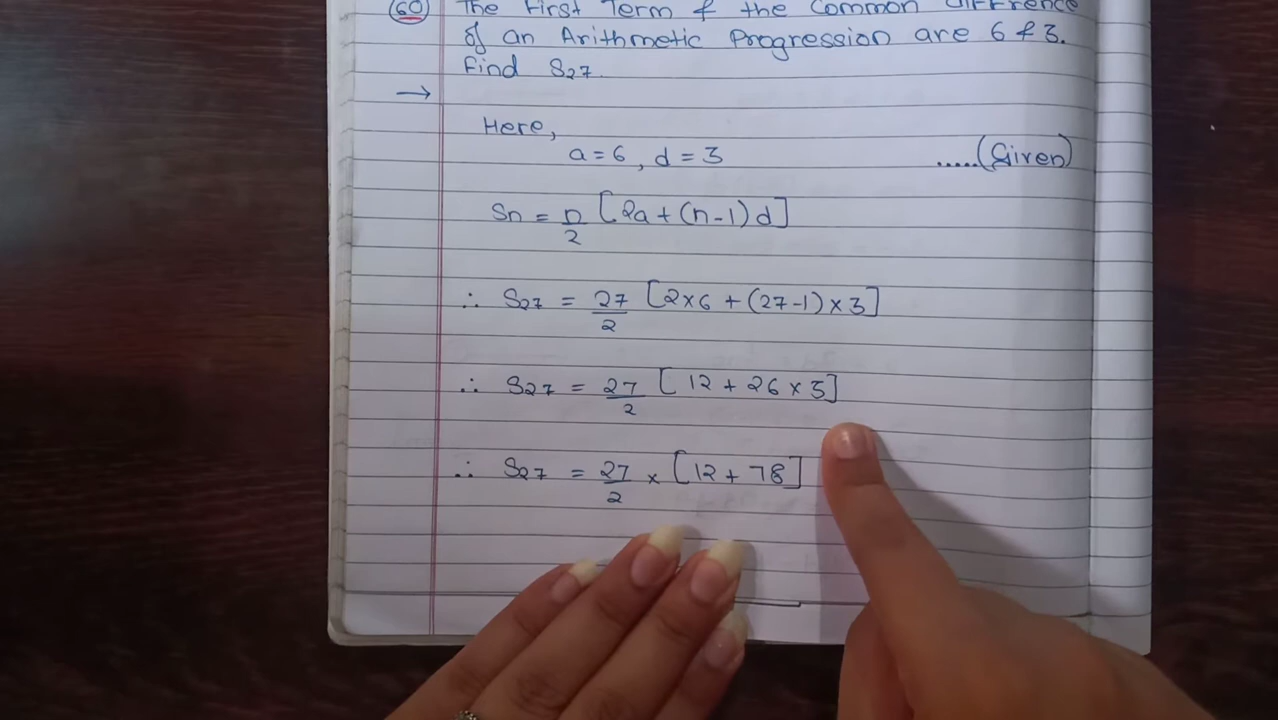 60 The First Term & the Common Diffrence
of an Arithmetic Progression are 6 & 3.
Find S27.
→
Here,
a = 6, d = 3 .....(Given)
Sn = n/2 [2a + (n-1) d]
∴ S27 = 27/2 [2×6 + (27-1) × 3]
∴ S27 = 27/2 [12 + 26 × 3]
∴ S27 = 27/2 × [12 + 78]